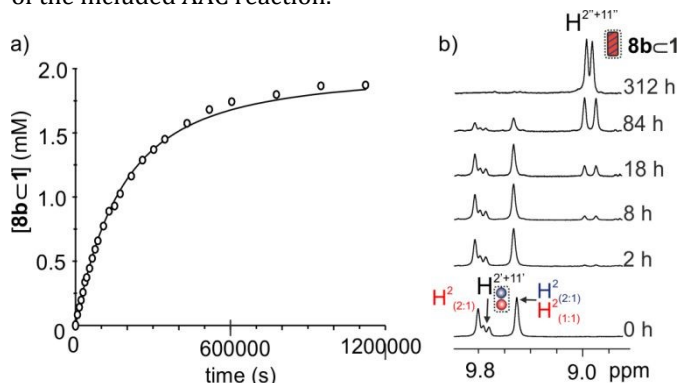 of the included AAC reaction.
a)
[8b⊂1] (mM)
2.0
1.5
1.0
0.5
0
0 600000 1200000
time (s)
b)
H2''+11'' 8b⊂1
312 h
84 h
18 h
8 h
2 h
H2(2:1) H2'+11' H2(2:1)
H2(1:1)
0 h
9.8 9.0 ppm